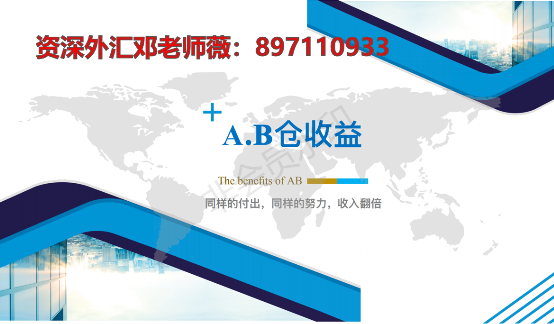 资深外汇邓老师薇：897110933
A.B仓收益
The benefits of AB
同样的付出，同样的努力，收入翻倍